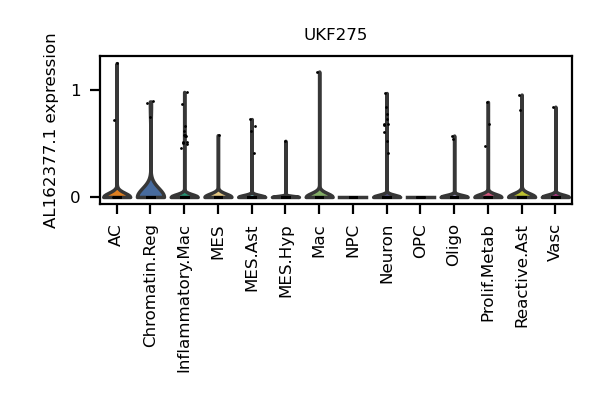 UKF275
AL162377.1 expression
1
0
AC
Chromatin.Reg
Inflammatory.Mac
MES
MES.Ast
MES.Hyp
Mac
NPC
Neuron
OPC
Oligo
Prolif.Metab
Reactive.Ast
Vasc